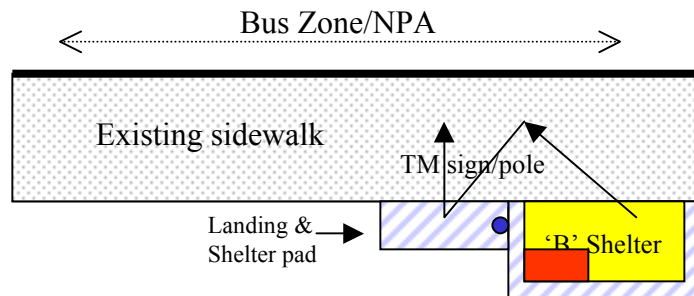 Bus Zone/NPA
Existing sidewalk
TM sign/pole
Landing &
Shelter pad
‘B’ Shelter